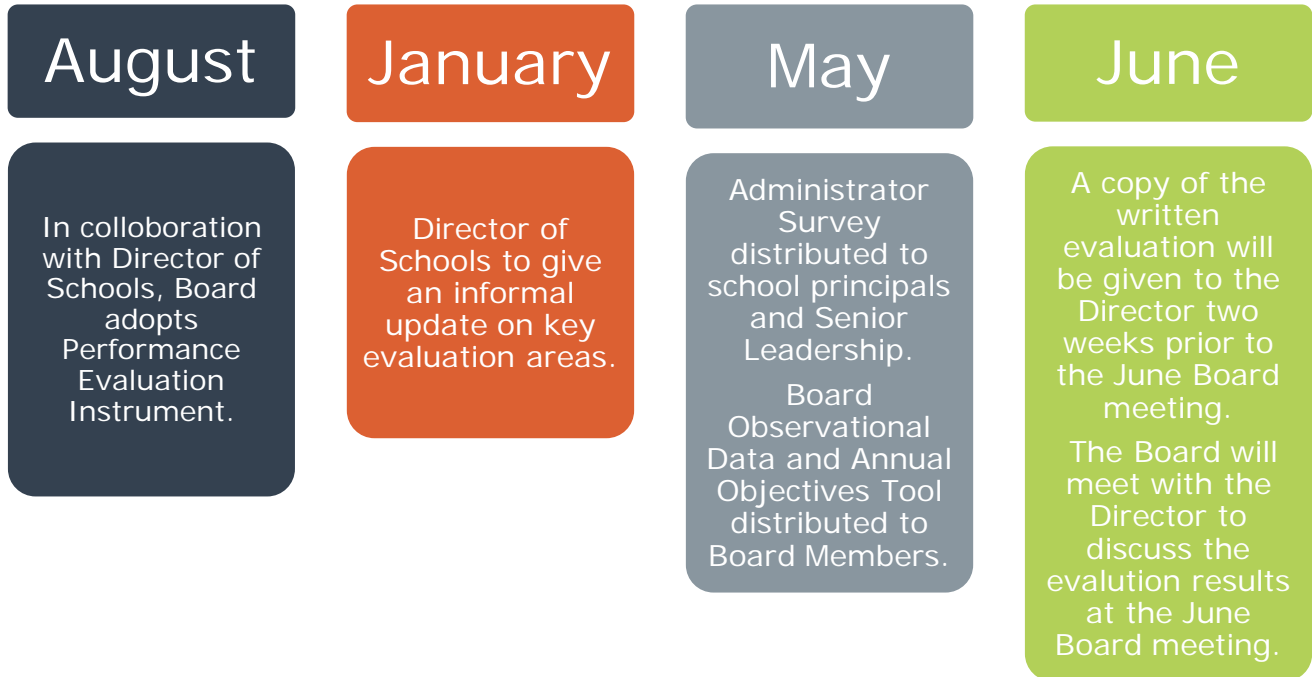 August
In colloboration
with Director of
Schools, Board
adopts
Performance
Evaluation
Instrument.
January
Director of
Schools to give
an informal
update on key
evaluation areas.
May
Administrator
Survey
distributed to
school principals
and Senior
Leadership.
Board
Observational
Data and Annual
Objectives Tool
distributed to
Board Members.
June
A copy of the
written
evaluation will
be given to the
Director two
weeks prior to
the June Board
meeting.
The Board will
meet with the
Director to
discuss the
evalution results
at the June
Board meeting.